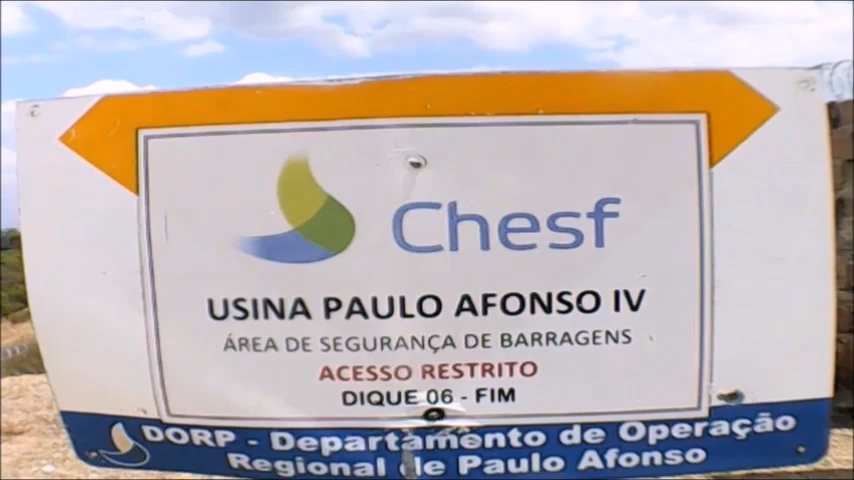 Chesf
USINA PAULO AFONSO IV
ÁREA DE SEGURANÇA DE BARRAGENS
ACESSO RESTRITO
DIQUE 06 - FIM
DORP - Departamento de Operação
Regional de Paulo Afonso